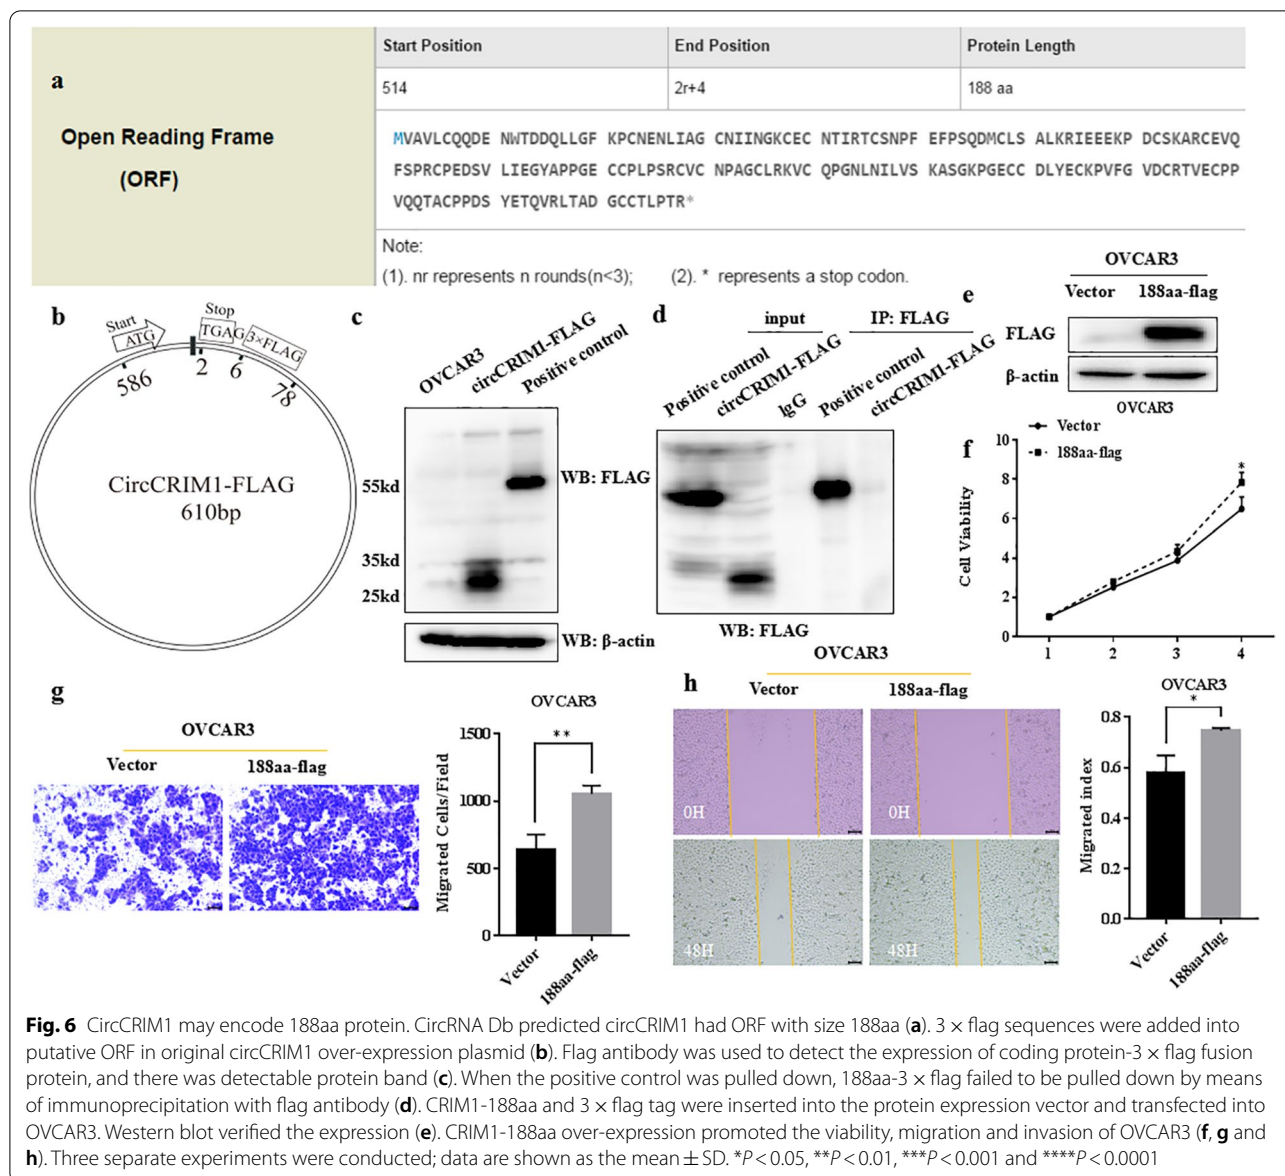 a
Open Reading Frame
(ORF)
Start Position End Position Protein Length
514 2r+4 188 aa
MVAVLCQQDE NWTDDQLLGF KPCNENLIAG CNIINGKCEC NTIRTCSNPF EFPSQDMCLS ALKRIEEEKP DCSKARCEVQ
FSPRCPEDSV LIEGYAPPGE CCPLPSRCVC NPAGCLRKVC QPGNLNILVS KASGKPGECC DLYECKPVFG VDCRTVECPP
VQQTACPPDS YETQVRLTAD GCCTLPTR*
Note:
(1). nr represents n rounds(n<3); (2). * represents a stop codon.
b
Start
ATG
Stop
TGAG
3×FLAG
586
2
6
78
CircCRIM1-FLAG
610bp
c
OVCAR3
circCRIM1-FLAG
Positive control
55kd
35kd
25kd
WB: FLAG
WB: β-actin
d
input IP: FLAG
Positive control
circCRIM1-FLAG
IgG
Positive control
circCRIM1-FLAG
WB: FLAG
e
OVCAR3
Vector 188aa-flag
FLAG
β-actin
f
OVCAR3
Vector
188aa-flag
Cell Viability
10
8
6
4
2
0
1 2 3 4
*
g
OVCAR3
Vector 188aa-flag
OVCAR3
Migrated Cells/Field
1500
1000
500
0
**
Vector
188aa-flag
h
OVCAR3
Vector 188aa-flag
0H 0H
48H 48H
OVCAR3
Migrated index
0.8
0.6
0.4
0.2
0.0
*
Vector
188aa-flag
Fig. 6 CircCRIM1 may encode 188aa protein. CircRNA Db predicted circCRIM1 had ORF with size 188aa (a). 3 × flag sequences were added into
putative ORF in original circCRIM1 over-expression plasmid (b). Flag antibody was used to detect the expression of coding protein-3 × flag fusion
protein, and there was detectable protein band (c). When the positive control was pulled down, 188aa-3 × flag failed to be pulled down by means
of immunoprecipitation with flag antibody (d). CRIM1-188aa and 3 × flag tag were inserted into the protein expression vector and transfected into
OVCAR3. Western blot verified the expression (e). CRIM1-188aa over-expression promoted the viability, migration and invasion of OVCAR3 (f, g and
h). Three separate experiments were conducted; data are shown as the mean ± SD. *P < 0.05, **P < 0.01, ***P < 0.001 and ****P < 0.0001